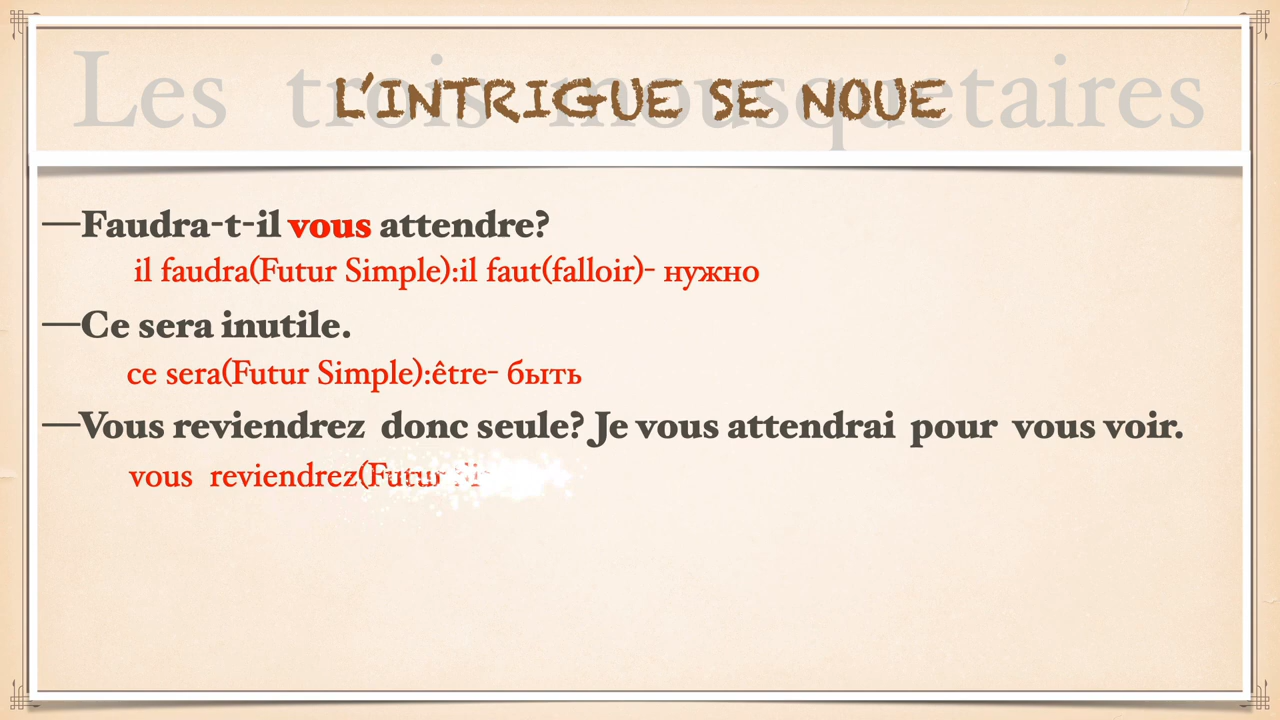 Les trois mousquetaires
L'INTRIGUE SE NOUE
—Faudra-t-il vous attendre?
il faudra(Futur Simple):il faut(falloir)- нужно
—Ce sera inutile.
ce sera(Futur Simple):être- быть
—Vous reviendrez donc seule? Je vous attendrai pour vous voir.
vous reviendrez(Futur